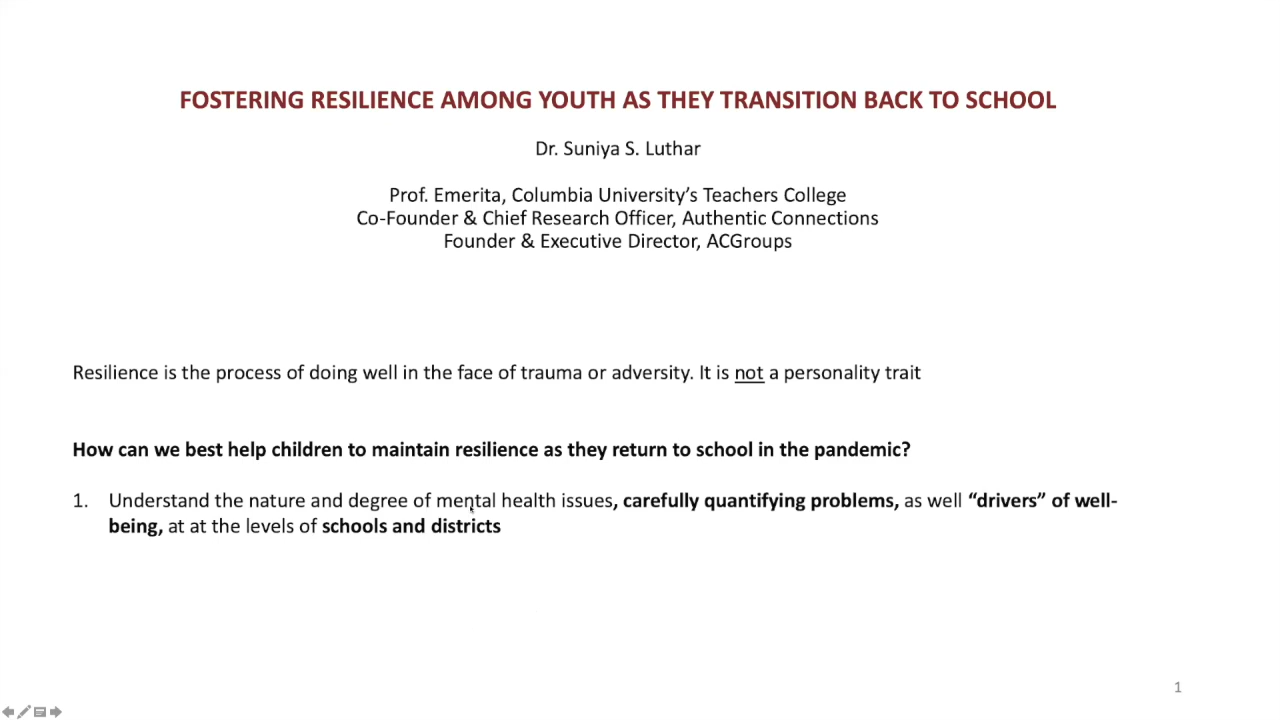 FOSTERING RESILIENCE AMONG YOUTH AS THEY TRANSITION BACK TO SCHOOL
Dr. Suniya S. Luthar
Prof. Emerita, Columbia University’s Teachers College
Co-Founder & Chief Research Officer, Authentic Connections
Founder & Executive Director, ACGroups
Resilience is the process of doing well in the face of trauma or adversity. It is not a personality trait
How can we best help children to maintain resilience as they return to school in the pandemic?
1. Understand the nature and degree of mental health issues, carefully quantifying problems, as well “drivers” of well-
being, at at the levels of schools and districts
1